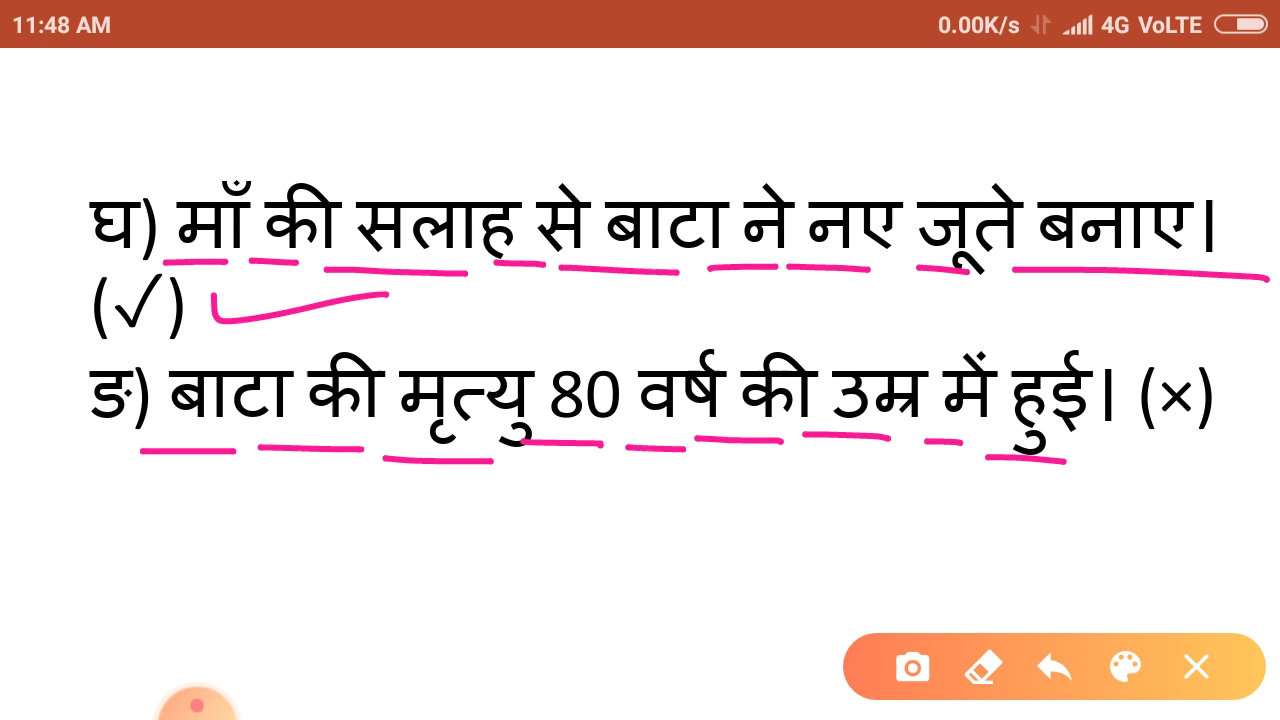 11:48 AM 0.00K/s 4G VoLTE
घ) माँ की सलाह से बाटा ने नए जूते बनाए।
(✓)
ङ) बाटा की मृत्यु 80 वर्ष की उम्र में हुई। (×)